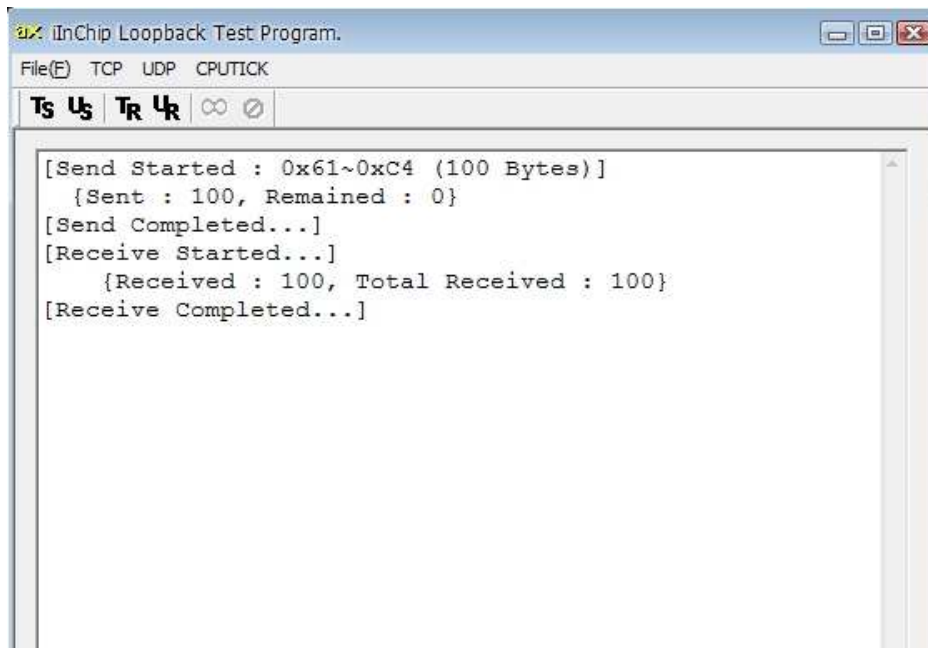 ax iInChip Loopback Test Program.
File(F) TCP UDP CPUTICK
Ts Us TR UR
[Send Started : 0x61~0xC4 (100 Bytes)]
{Sent : 100, Remained : 0}
[Send Completed...]
[Receive Started...]
{Received : 100, Total Received : 100}
[Receive Completed...]